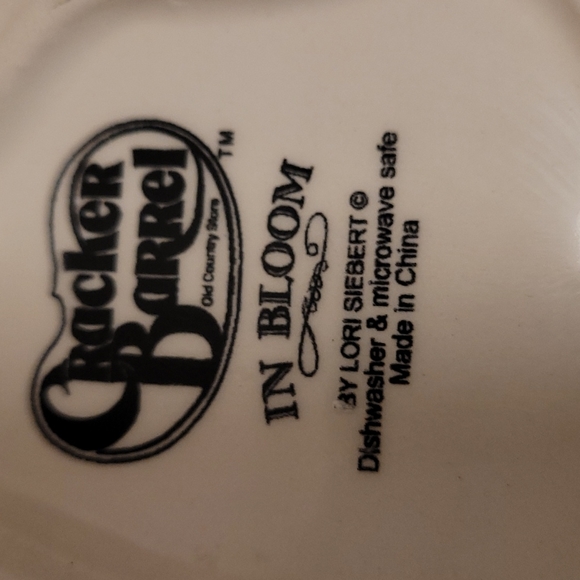 Cracker
Barrel
Old Country Store
TM
IN BLOOM
BY LORI SIEBERT ©
Dishwasher & microwave safe
Made in China